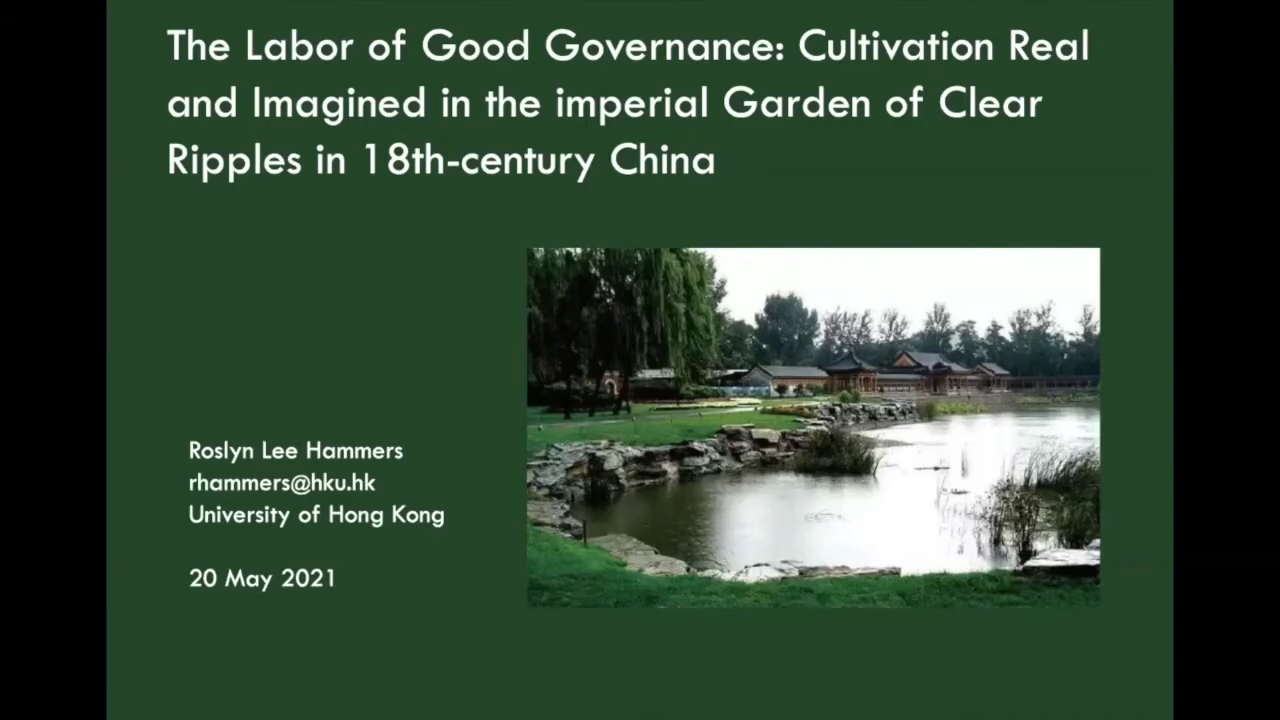 The Labor of Good Governance: Cultivation Real
and Imagined in the imperial Garden of Clear
Ripples in 18th-century China
Roslyn Lee Hammers
rhammers@hku.hk
University of Hong Kong
20 May 2021